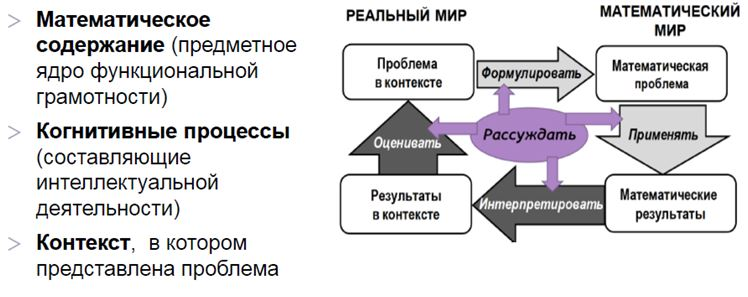 > Математическое
содержание (предметное
ядро функциональной
грамотности)
> Когнитивные процессы
(составляющие
интеллектуальной
деятельности)
> Контекст, в котором
представлена проблема
РЕАЛЬНЫЙ МИР
МАТЕМАТИЧЕСКИЙ
МИР
Проблема
в контексте
Формулировать
Математическая
проблема
Оценивать
Рассуждать
Применять
Результаты
в контексте
Интерпретировать
Математические
результаты